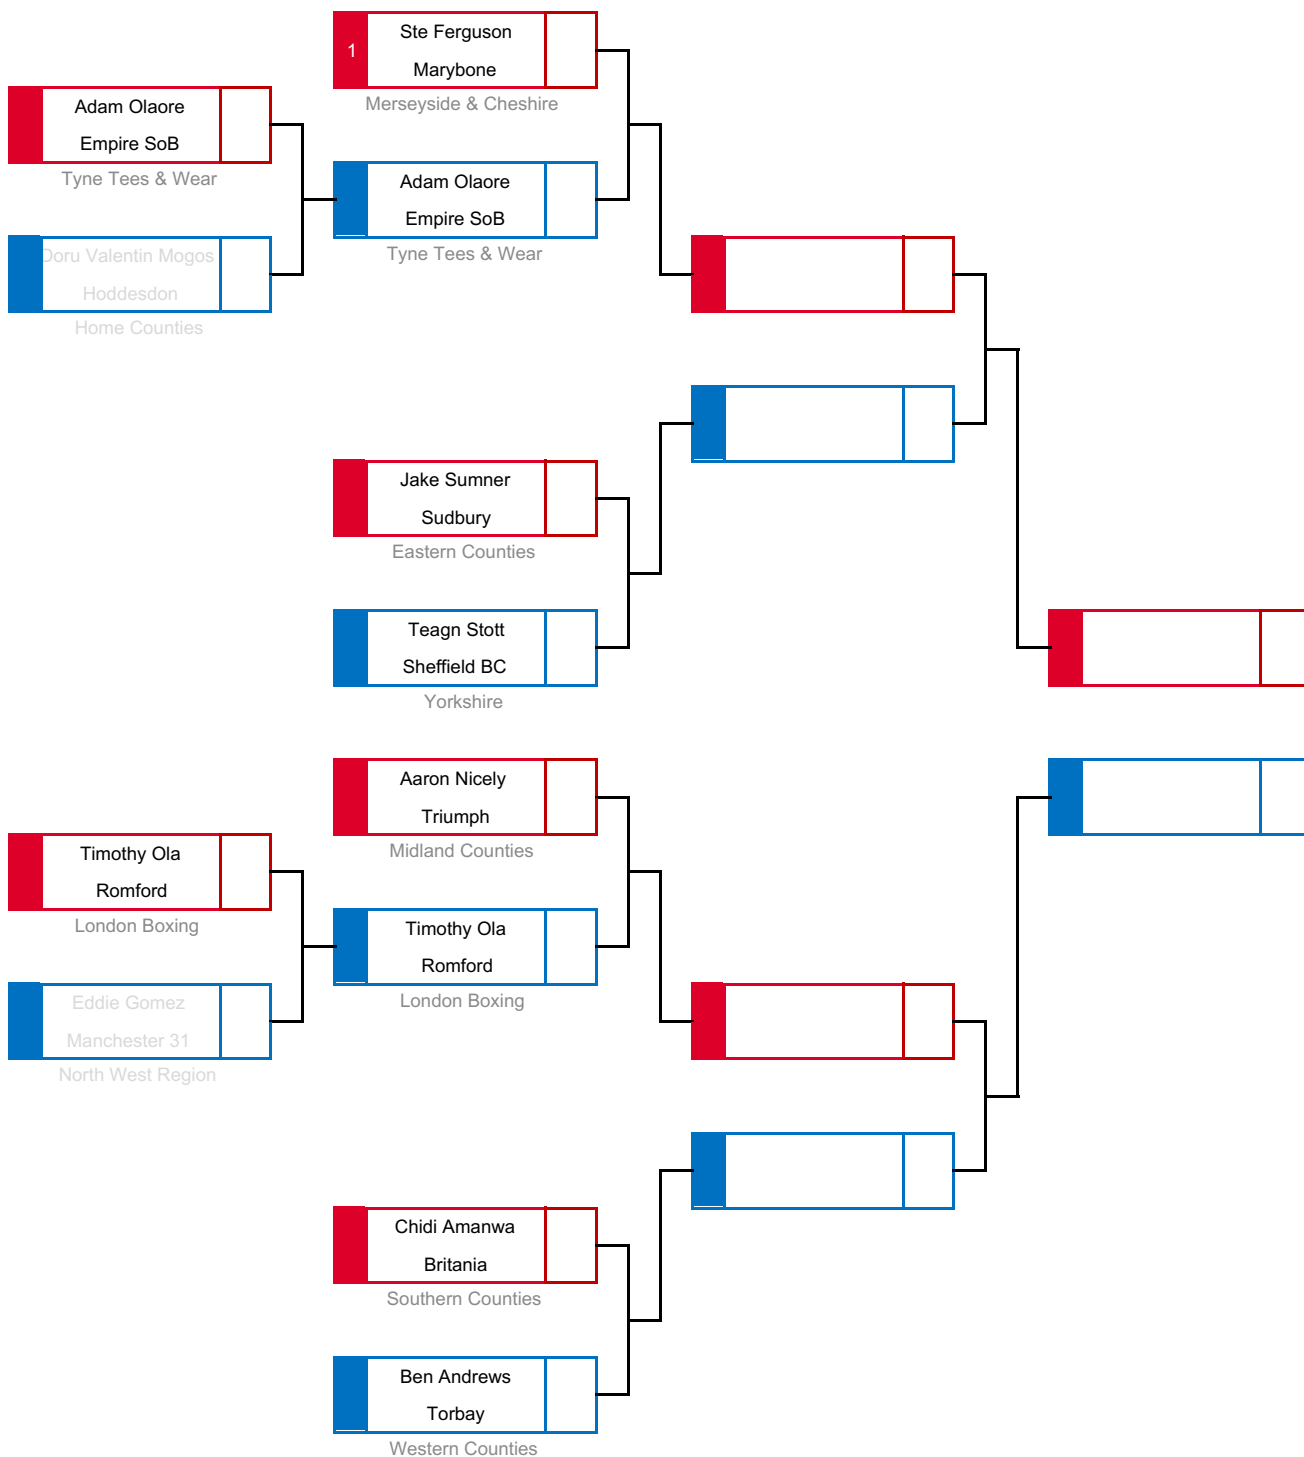 1
Ste Ferguson
Marybone
Merseyside & Cheshire
Adam Olaore
Empire SoB
Tyne Tees & Wear
Adam Olaore
Empire SoB
Tyne Tees & Wear
Doru Valentin Mogos
Hoddesdon
Home Counties
Jake Sumner
Sudbury
Eastern Counties
Teagn Stott
Sheffield BC
Yorkshire
Aaron Nicely
Triumph
Midland Counties
Timothy Ola
Romford
London Boxing
Timothy Ola
Romford
London Boxing
Eddie Gomez
Manchester 31
North West Region
Chidi Amanwa
Britania
Southern Counties
Ben Andrews
Torbay
Western Counties